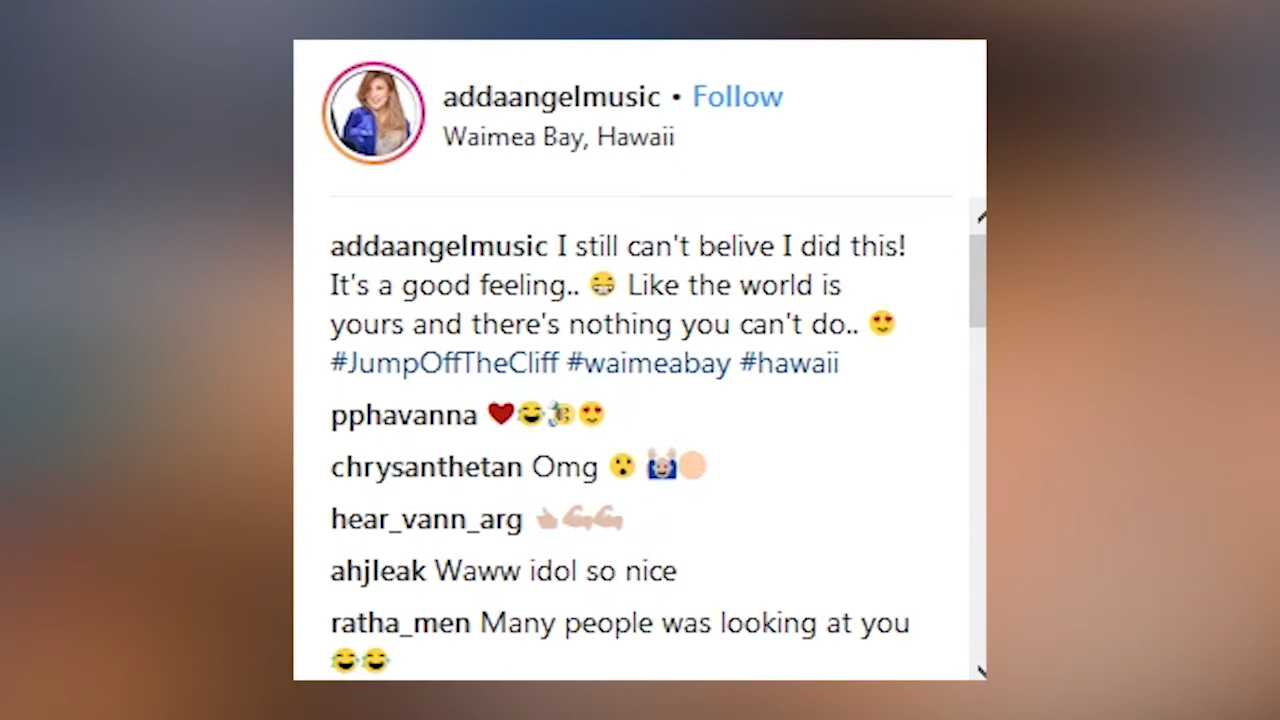 addaangelmusic • Follow
Waimea Bay, Hawaii
addaangelmusic I still can't belive I did this!
It's a good feeling.. 😁 Like the world is
yours and there's nothing you can't do.. 😍
#JumpOffTheCliff #waimeabay #hawaii
pphavanna ❤😂😘😍
chrysanthetan Omg 😮 🙌🏼
hear_vann_arg 👍🏼💪🏼💪🏼
ahjleak Waww idol so nice
ratha_men Many people was looking at you
😂😂